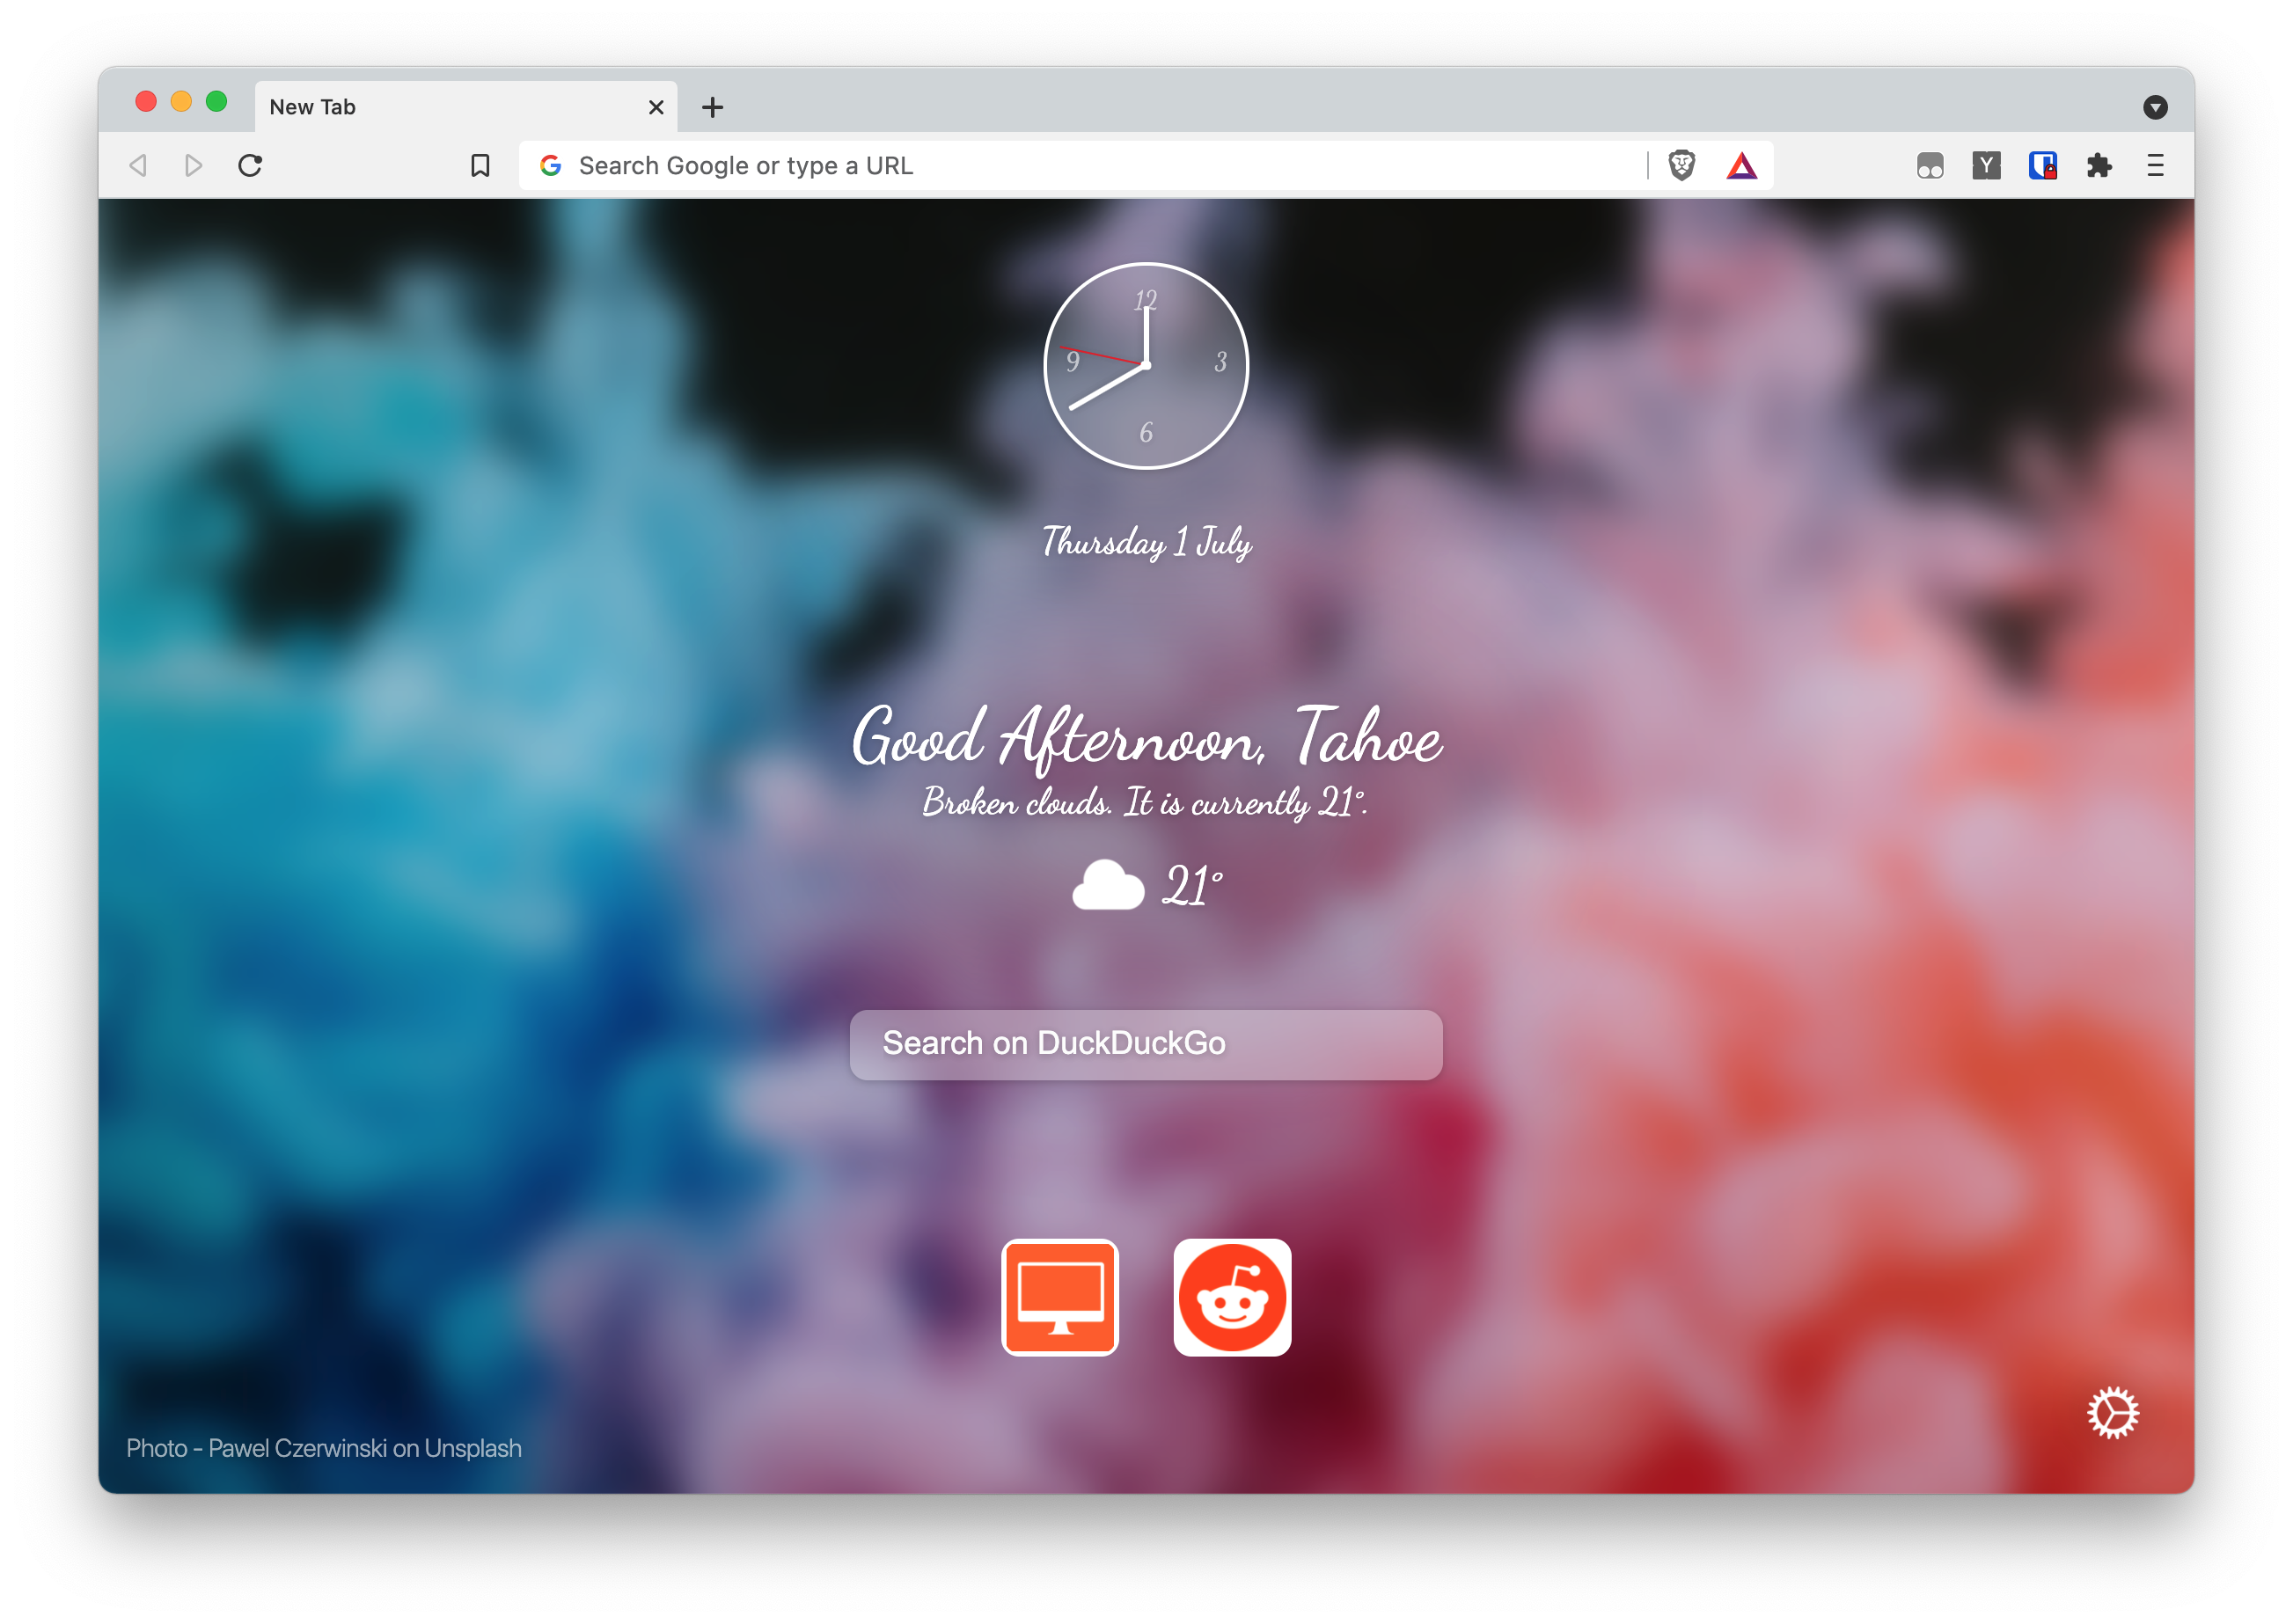 New Tab
Search Google or type a URL
Y
12
9
3
6
Thursday 1 July
Good Afternoon, Tahoe
Broken clouds. It is currently 21°.
21°
Search on DuckDuckGo
Photo - Pawel Czerwinski on Unsplash